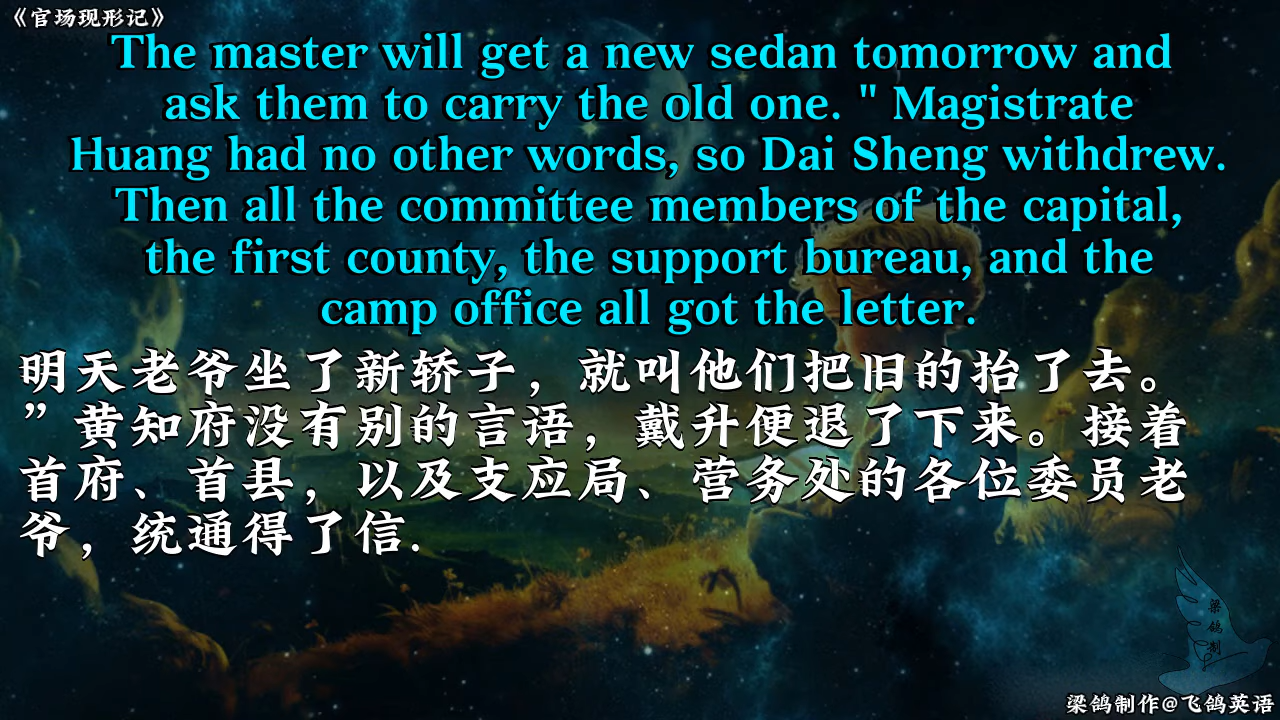 《官场现形记》
The master will get a new sedan tomorrow and
ask them to carry the old one. " Magistrate
Huang had no other words, so Dai Sheng withdrew.
Then all the committee members of the capital,
the first county, the support bureau, and the
camp office all got the letter.
明天老爷坐了新轿子，就叫他们把旧的抬了去。
”黄知府没有别的言语，戴升便退了下来。接着
首府、首县，以及支应局、营务处的各位委员老
爷，统通得了信.
梁鸽制
梁鸽制作@飞鸽英语